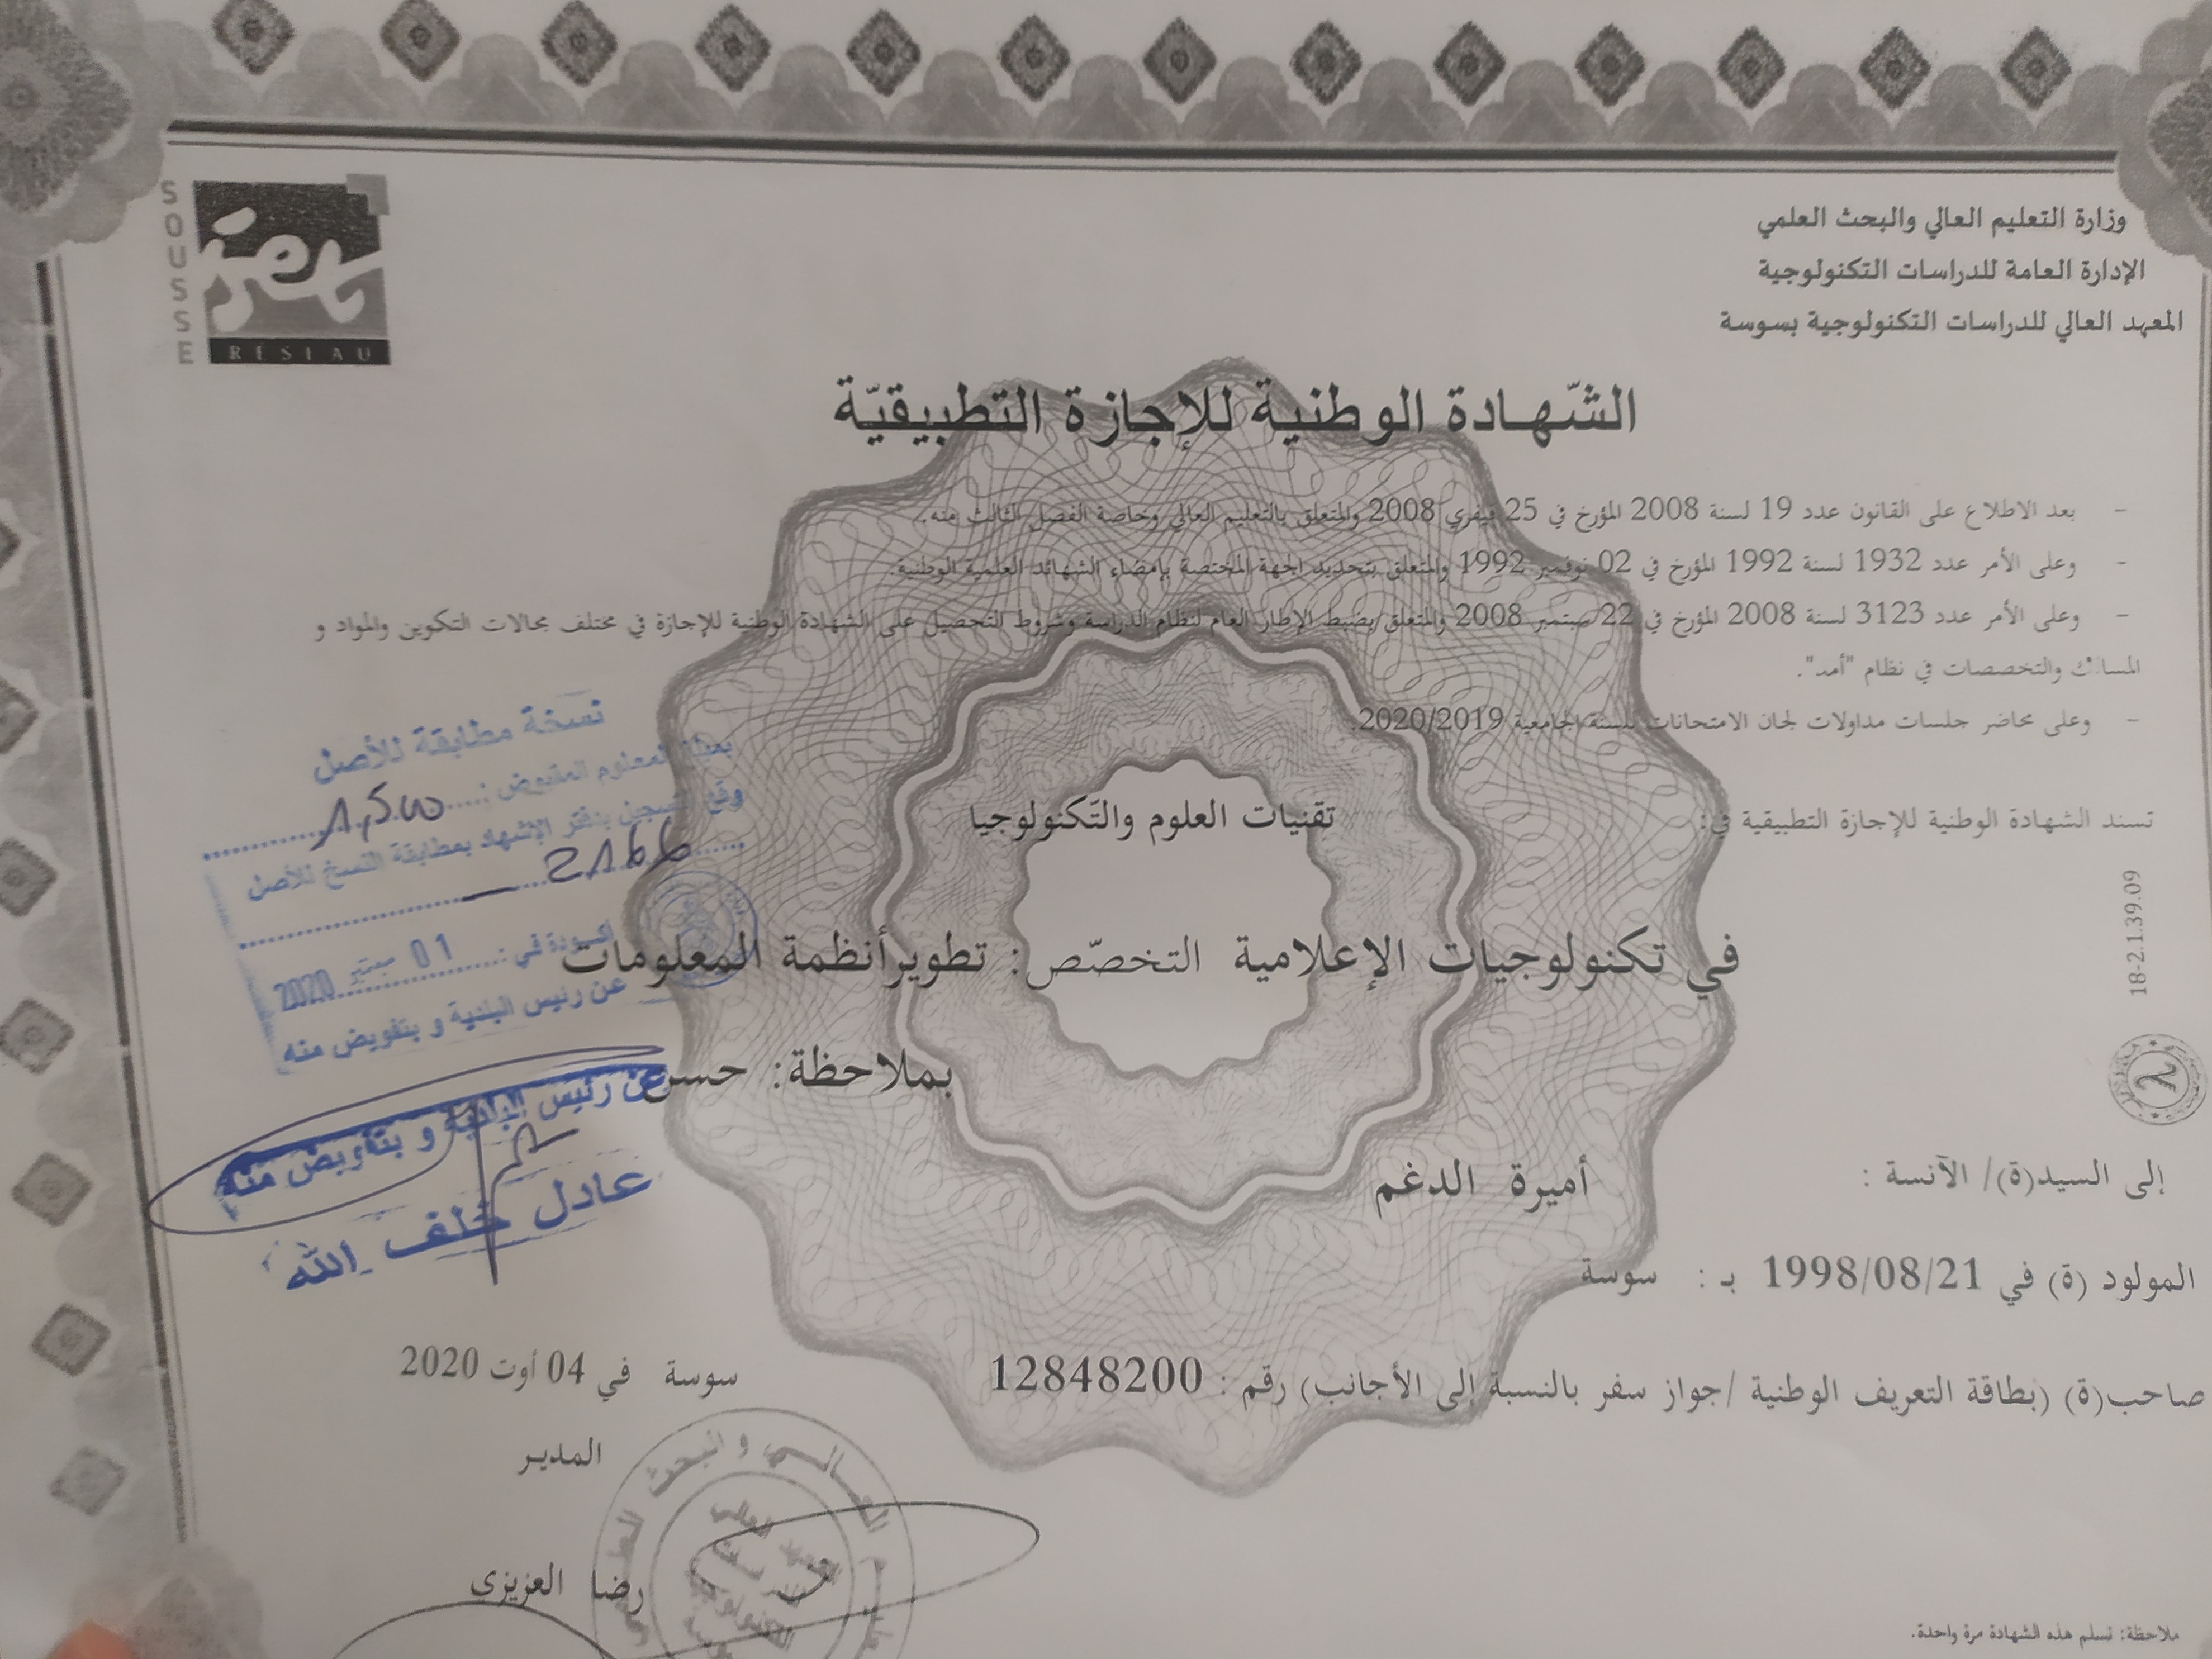 وزارة التعليم العالي والبحث العلمي
الإدارة العامة للدراسات التكنولوجية
المعهد العالي للدراسات التكنولوجية بسوسة
SOUSSE
iset
RÉSEAU
الشّهادة الوطنية للإجازة التطبيقيّة
- بعد الاطلاع على القانون عدد 19 لسنة 2008 المؤرخ في 25 فيفري 2008 والمتعلق بالتعليم العالي وخاصة الفصل الثالث منه.
- وعلى الأمر عدد 1932 لسنة 1992 المؤرخ في 02 نوفمبر 1992 والمتعلق بتحديد الجهة المختصة بإمضاء الشهائد العلمية الوطنية.
- وعلى الأمر عدد 3123 لسنة 2008 المؤرخ في 22 سبتمبر 2008 والمتعلق بضبط الإطار العام لنظام الدراسة وشروط التحصيل على الشهادة الوطنية للإجازة في مختلف مجالات التكوين والمواد و
المسالك والتخصصات في نظام "أمد".
- وعلى محاضر جلسات مداولات لجان الامتحانات للسنة الجامعية 2020/2019.
تسند الشهادة الوطنية للإجازة التطبيقية في: تقنيات العلوم والتّكنولوجيا
في تكنولوجيات الإعلامية التخصّص: تطوير أنظمة المعلومات
بملاحظة: حسن
18-2.1.39.09
إلى السيد(ة)/ الآنسة : أميرة الدغم
المولود (ة) في 1998/08/21 بـ : سوسة
صاحب(ة) (بطاقة التعريف الوطنية /جواز سفر بالنسبة إلى الأجانب) رقم : 12848200
سوسة في 04 أوت 2020
المدير
رضا العزيزي
ملاحظة: تسلم هذه الشهادة مرة واحدة.
نسخة مطابقة للأصل
المعلوم المقبوض :
بدفتر الإشهاد بمطابقة النسخ للأصل
2166
أكودة في : 01 سبتمبر 2020
عن رئيس البلدية و بتفويض منه
عن رئيس البلدية و بتفويض منه
عادل خلف الله